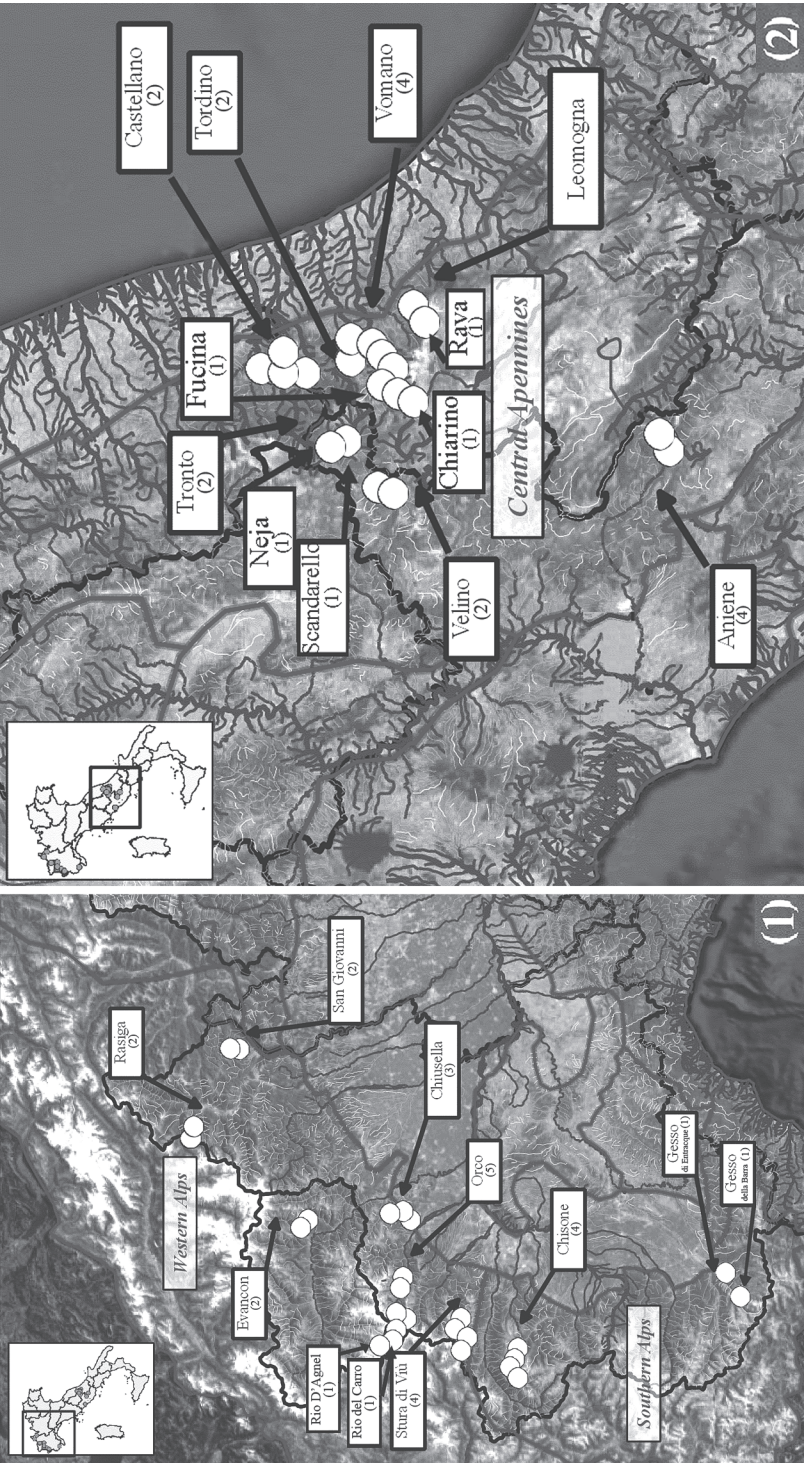 Castellano
(2)
Tordino
(2)
Vomano
(4)
Leomogna
Fucina
(1)
Rava
(1)
Tronto
(2)
Chiarino
(1)
Central Apennines
Neja
(1)
Scandarello
(1)
Velino
(2)
Aniene
(4)
(2)
Rasiga
(2)
San Giovanni
(2)
Western Alps
Chiusella
(3)
Evancon
(2)
Orco
(5)
Gesso
di Entracque (1)
Gesso
della Barra (1)
Chisone
(4)
Rio D'Agnel
(1)
Rio del Carro
(1)
Stura di Viù
(4)
Southern Alps
(1)